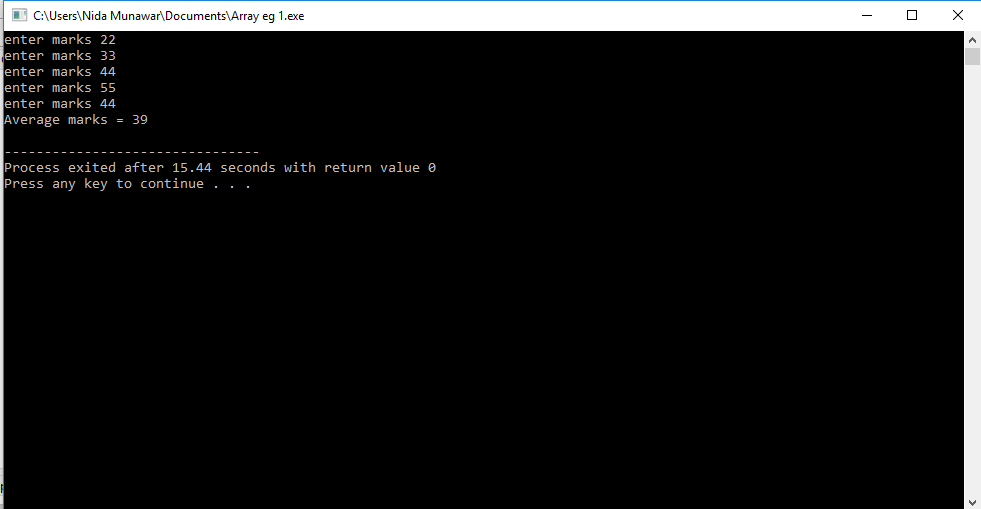 C:\Users\Nida Munawar\Documents\Array eg 1.exe
enter marks 22
enter marks 33
enter marks 44
enter marks 55
enter marks 44
Average marks = 39
--------------------------------
Process exited after 15.44 seconds with return value 0
Press any key to continue . . .